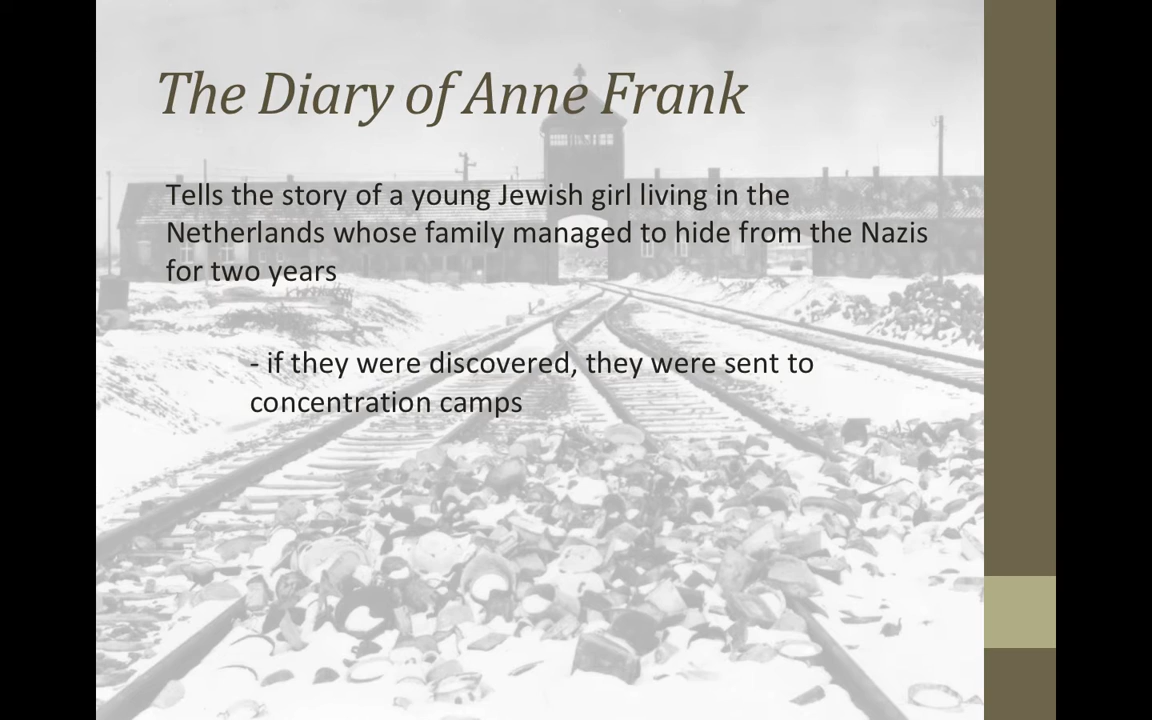 The Diary of Anne Frank
Tells the story of a young Jewish girl living in the
Netherlands whose family managed to hide from the Nazis
for two years
- if they were discovered, they were sent to
concentration camps